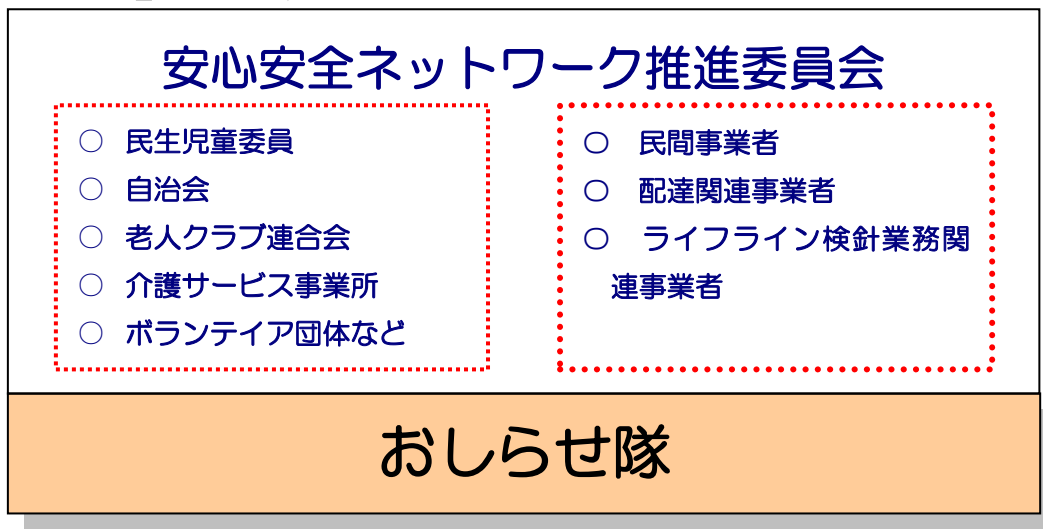 安心安全ネットワーク推進委員会
○ 民生児童委員
○ 自治会
○ 老人クラブ連合会
○ 介護サービス事業所
○ ボランテイア団体など
○ 民間事業者
○ 配達関連事業者
○ ライフライン検針業務関
連事業者
おしらせ隊